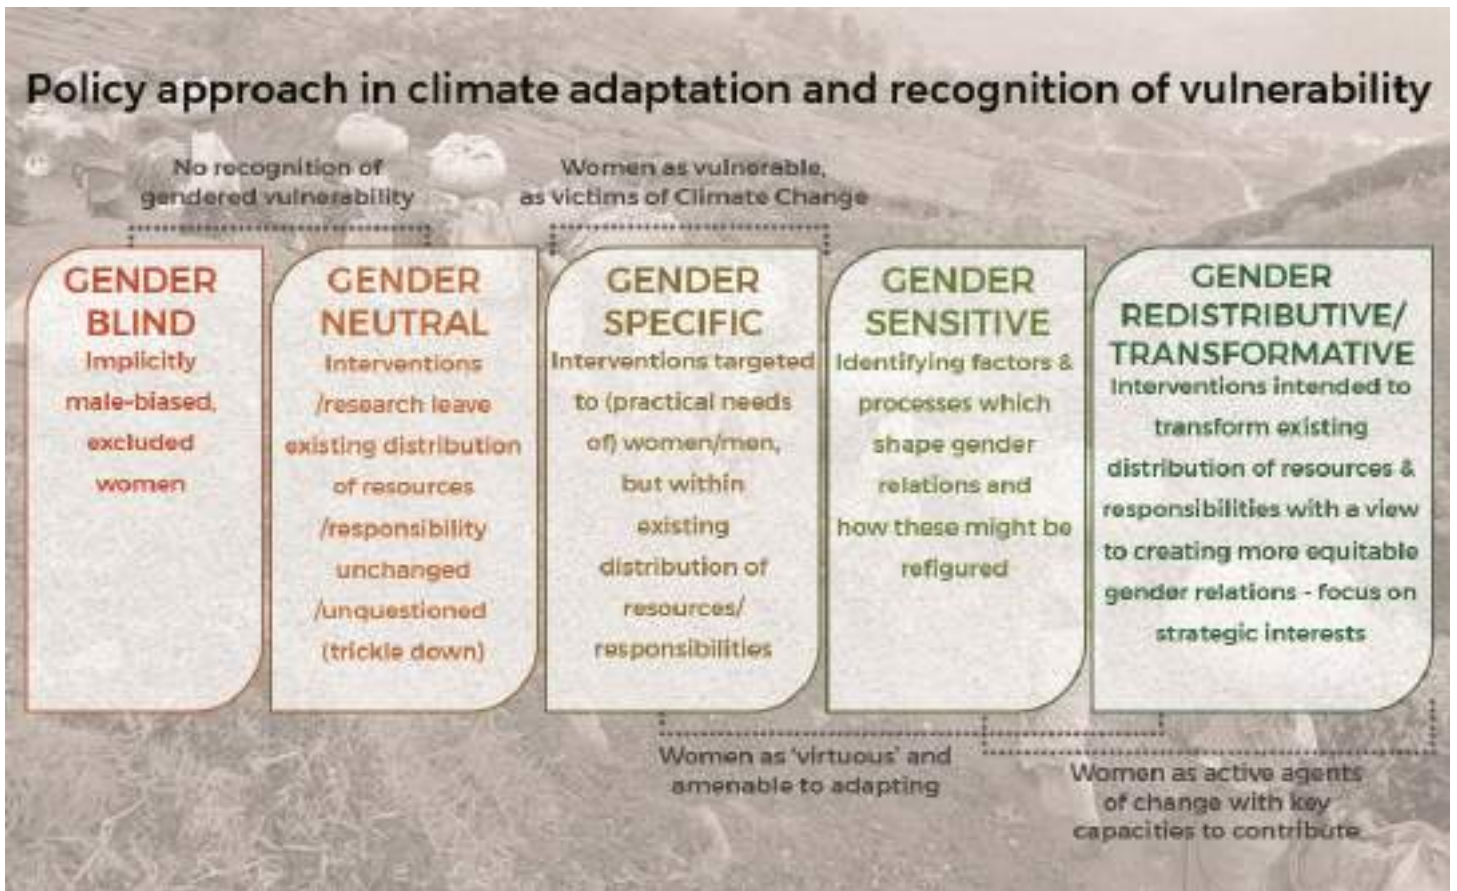 Policy approach in climate adaptation and recognition of vulnerability
No recognition of
gendered vulnerability
Women as vulnerable,
as victims of Climate Change
GENDER
BLIND
Implicitly
male-biased,
excluded
women
GENDER
NEUTRAL
Interventions
/research leave
existing distribution
of resources
/responsibility
unchanged
/unquestioned
(trickle down)
GENDER
SPECIFIC
Interventions targeted
to (practical needs
of) women/men,
but within
existing
distribution of
resources/
responsibilities
GENDER
SENSITIVE
Identifying factors &
processes which
shape gender
relations and
how these might be
refigured
GENDER
REDISTRIBUTIVE/
TRANSFORMATIVE
Interventions intended to
transform existing
distribution of resources &
responsibilities with a view
to creating more equitable
gender relations - focus on
strategic interests
Women as 'virtuous' and
amenable to adapting
Women as active agents
of change with key
capacities to contribute